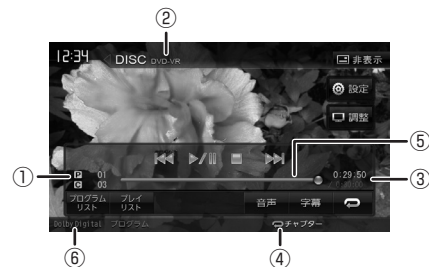 ②
12:34 DISC DVD-VR 非表示
設定
調整
① P 01 ⑤
C 03 0:29:50 ③
プログラム
リスト
プレイ
リスト
音声 字幕
Dolby Digital プログラム チャプター
⑥ ④